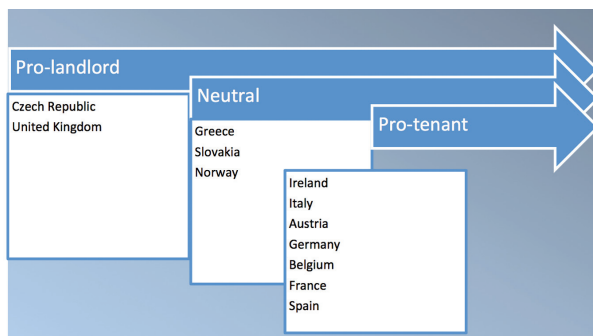 Pro-landlord
Czech Republic
United Kingdom
Neutral
Greece
Slovakia
Norway
Pro-tenant
Ireland
Italy
Austria
Germany
Belgium
France
Spain